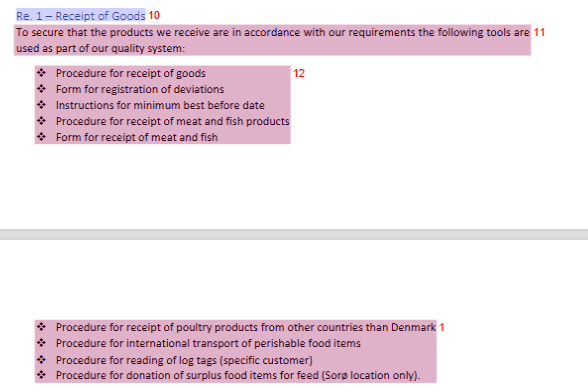 Re. 1 – Receipt of Goods 10
To secure that the products we receive are in accordance with our requirements the following tools are 11
used as part of our quality system:
❖ Procedure for receipt of goods 12
❖ Form for registration of deviations
❖ Instructions for minimum best before date
❖ Procedure for receipt of meat and fish products
❖ Form for receipt of meat and fish
❖ Procedure for receipt of poultry products from other countries than Denmark 1
❖ Procedure for international transport of perishable food items
❖ Procedure for reading of log tags (specific customer)
❖ Procedure for donation of surplus food items for feed (Sorø location only).